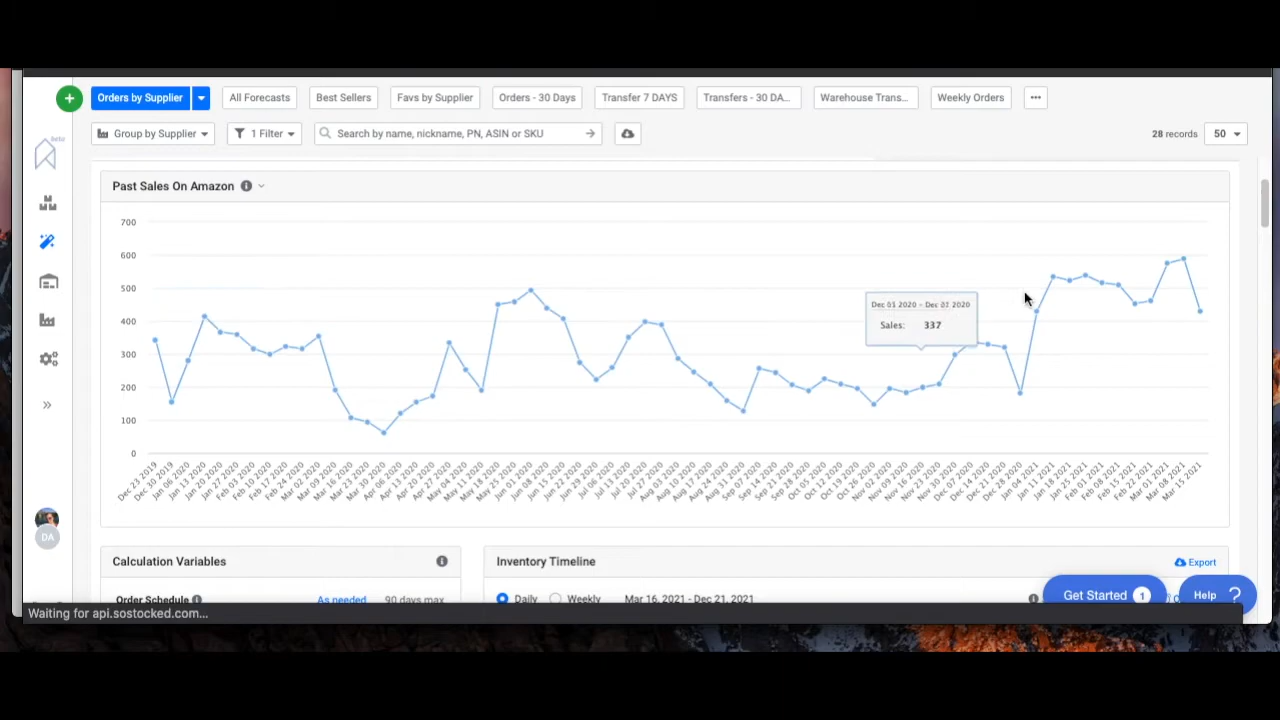 Orders by Supplier All Forecasts Best Sellers Favs by Supplier Orders - 30 Days Transfer 7 DAYS Transfers - 30 DA... Warehouse Trans... Weekly Orders
beta
Group by Supplier 1 Filter Search by name, nickname, PN, ASIN or SKU 28 records 50
Past Sales On Amazon
700
600
500
400
300
200
100
0
Sales: 337
Dec 23 2019
Dec 30 2019
Jan 06 2020
Jan 13 2020
Jan 20 2020
Jan 27 2020
Feb 03 2020
Feb 10 2020
Feb 17 2020
Feb 24 2020
Mar 02 2020
Mar 09 2020
Mar 16 2020
Mar 23 2020
Mar 30 2020
Apr 06 2020
Apr 13 2020
Apr 20 2020
Apr 27 2020
May 04 2020
May 11 2020
May 18 2020
May 25 2020
Jun 01 2020
Jun 08 2020
Jun 15 2020
Jun 22 2020
Jun 29 2020
Jul 06 2020
Jul 13 2020
Jul 20 2020
Jul 27 2020
Aug 03 2020
Aug 10 2020
Aug 17 2020
Aug 24 2020
Aug 31 2020
Sep 07 2020
Sep 14 2020
Sep 21 2020
Sep 28 2020
Oct 05 2020
Oct 12 2020
Oct 19 2020
Oct 26 2020
Nov 02 2020
Nov 09 2020
Nov 16 2020
Nov 23 2020
Nov 30 2020
Dec 07 2020
Dec 14 2020
Dec 21 2020
Dec 28 2020
Jan 04 2021
Jan 11 2021
Jan 18 2021
Jan 25 2021
Feb 01 2021
Feb 08 2021
Feb 15 2021
Feb 22 2021
Mar 01 2021
Mar 08 2021
Mar 15 2021
DA
Calculation Variables
Inventory Timeline Export
Order Schedule As needed 90 days max
Daily Weekly Mar 16, 2021 - Dec 21, 2021
Get Started 1 Help ?
Waiting for api.sostocked.com...